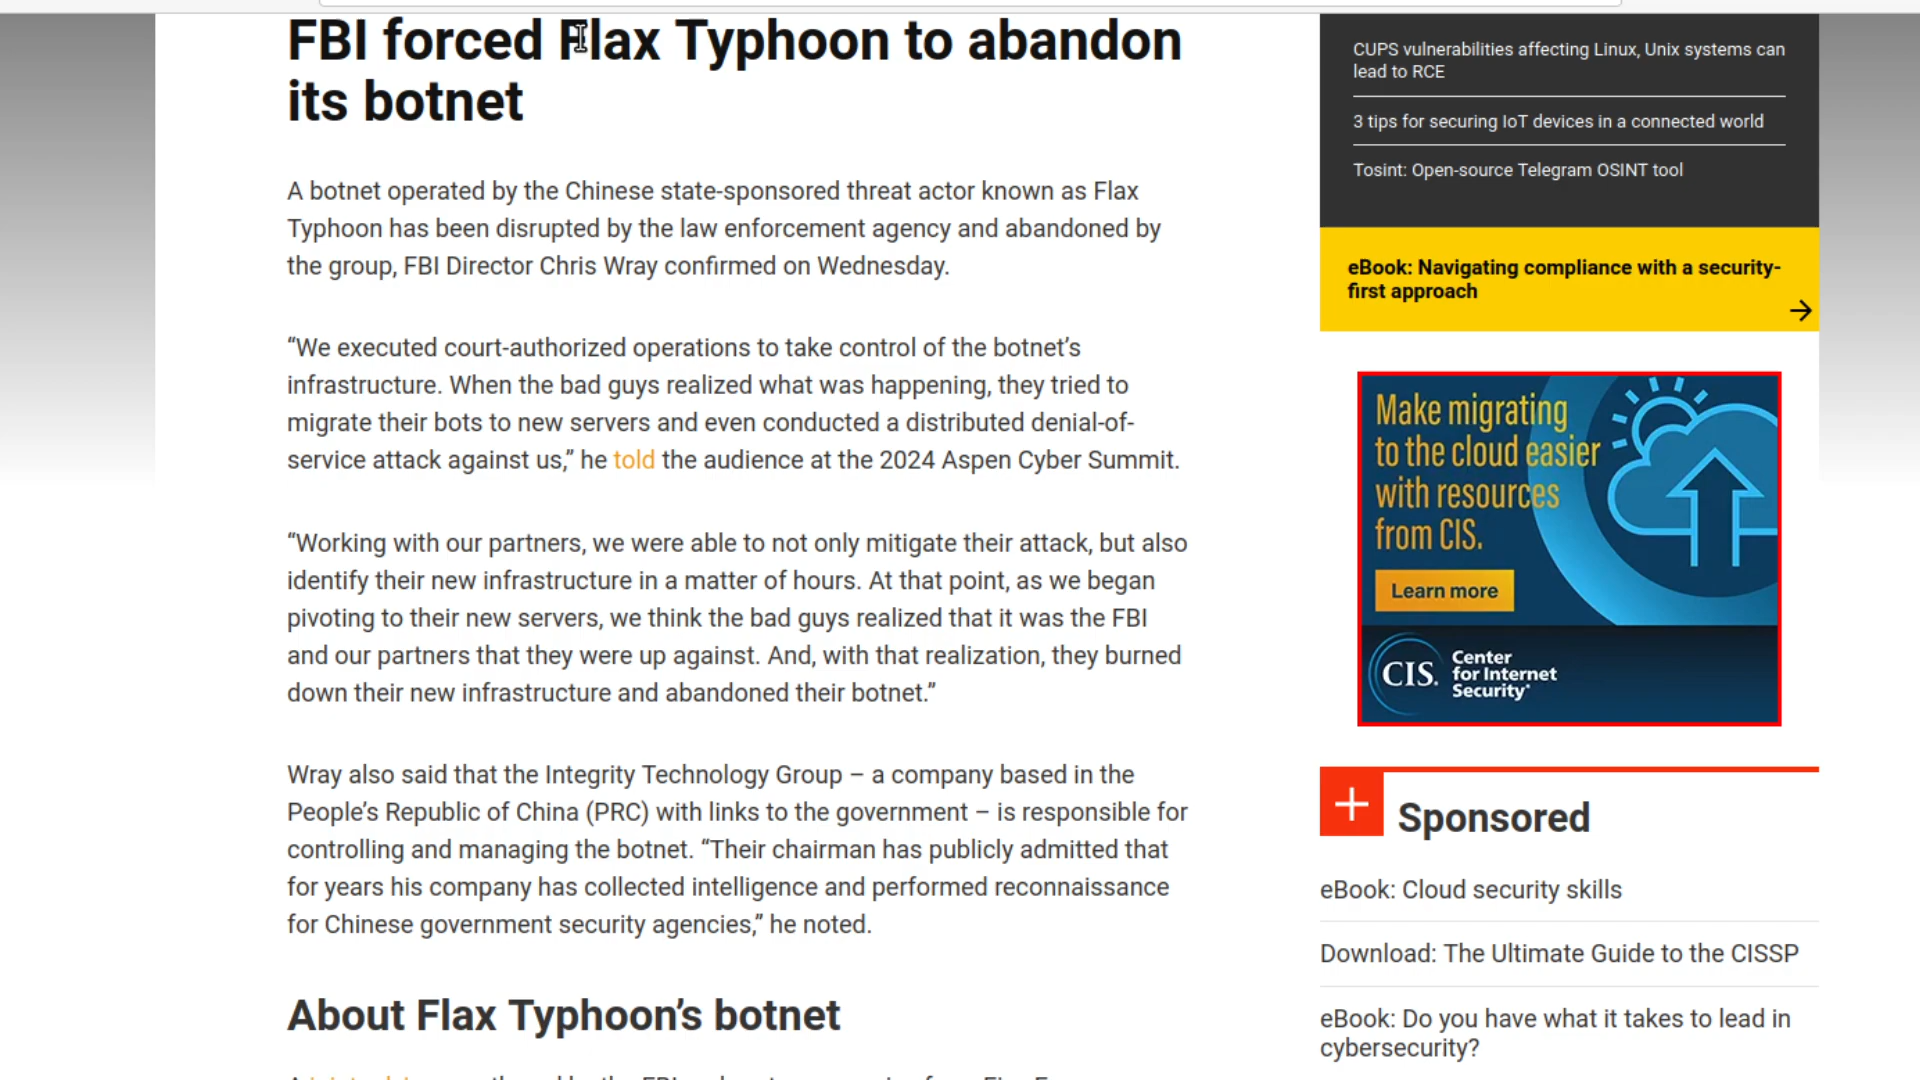 FBI forced Flax Typhoon to abandon
its botnet
A botnet operated by the Chinese state-sponsored threat actor known as Flax
Typhoon has been disrupted by the law enforcement agency and abandoned by
the group, FBI Director Chris Wray confirmed on Wednesday.
“We executed court-authorized operations to take control of the botnet’s
infrastructure. When the bad guys realized what was happening, they tried to
migrate their bots to new servers and even conducted a distributed denial-of-
service attack against us,” he told the audience at the 2024 Aspen Cyber Summit.
“Working with our partners, we were able to not only mitigate their attack, but also
identify their new infrastructure in a matter of hours. At that point, as we began
pivoting to their new servers, we think the bad guys realized that it was the FBI
and our partners that they were up against. And, with that realization, they burned
down their new infrastructure and abandoned their botnet.”
Wray also said that the Integrity Technology Group – a company based in the
People’s Republic of China (PRC) with links to the government – is responsible for
controlling and managing the botnet. “Their chairman has publicly admitted that
for years his company has collected intelligence and performed reconnaissance
for Chinese government security agencies,” he noted.
About Flax Typhoon’s botnet
CUPS vulnerabilities affecting Linux, Unix systems can
lead to RCE
3 tips for securing IoT devices in a connected world
Tosint: Open-source Telegram OSINT tool
eBook: Navigating compliance with a security-
first approach
Make migrating
to the cloud easier
with resources
from CIS.
Learn more
CIS. Center
for Internet
Security
Sponsored
eBook: Cloud security skills
Download: The Ultimate Guide to the CISSP
eBook: Do you have what it takes to lead in
cybersecurity?